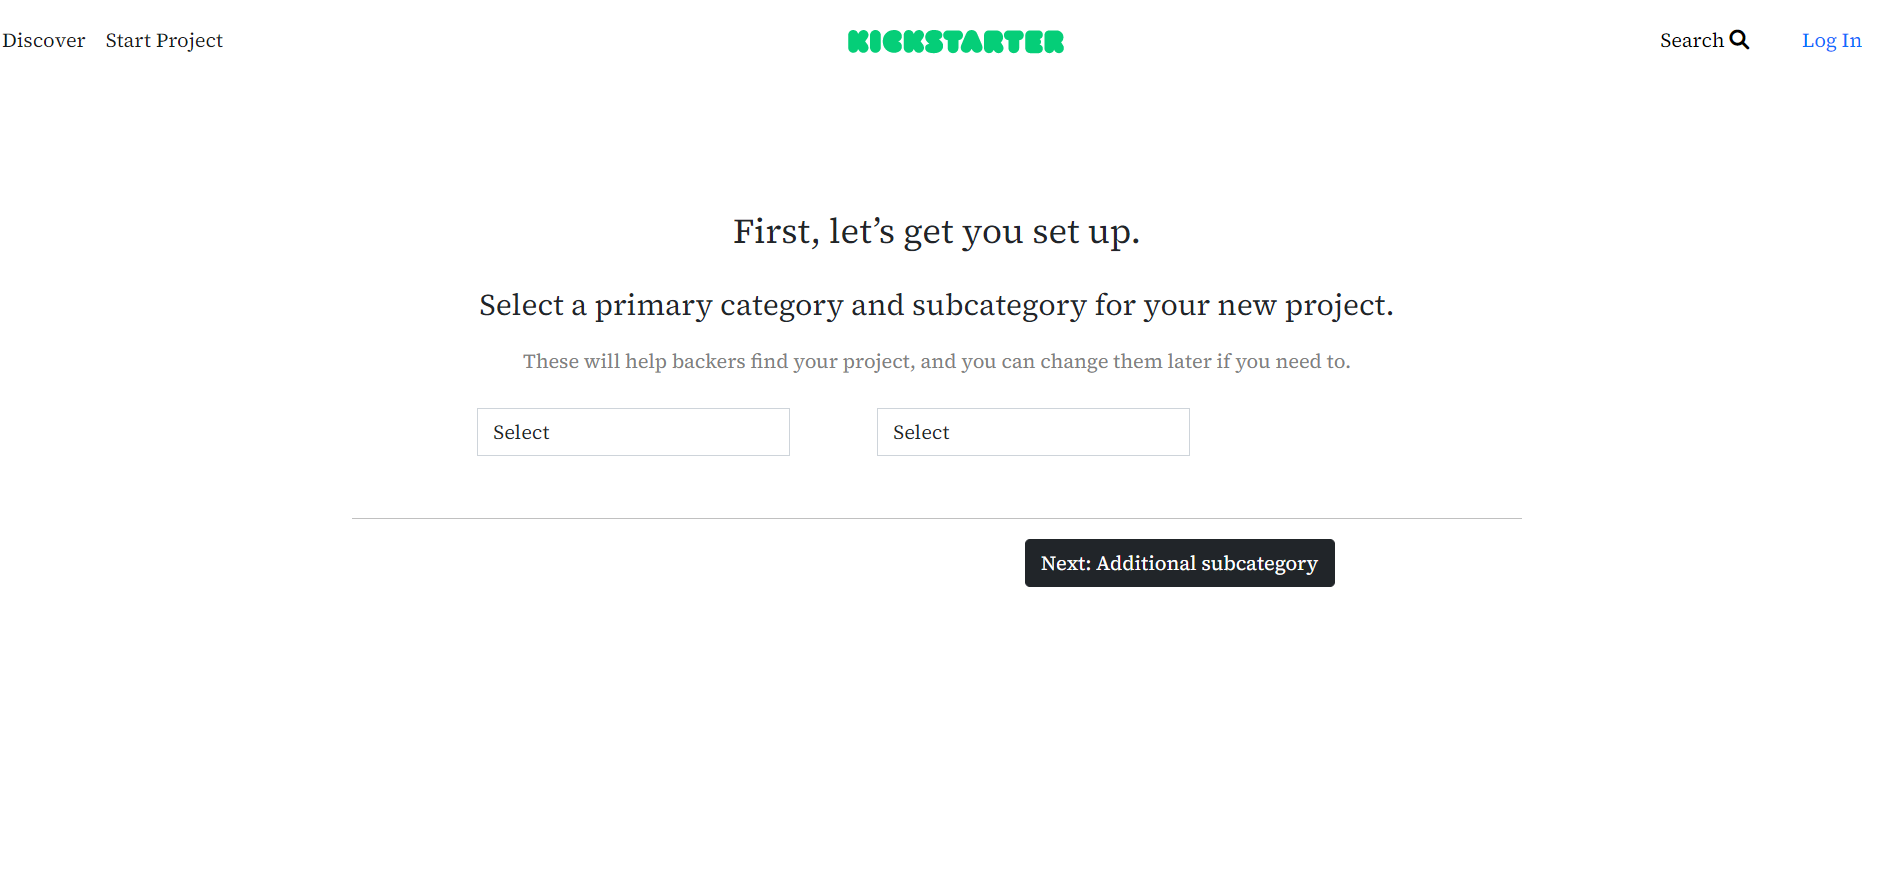 Discover Start Project KICKSTARTER Search Log In
First, let’s get you set up.
Select a primary category and subcategory for your new project.
These will help backers find your project, and you can change them later if you need to.
Select Select
Next: Additional subcategory